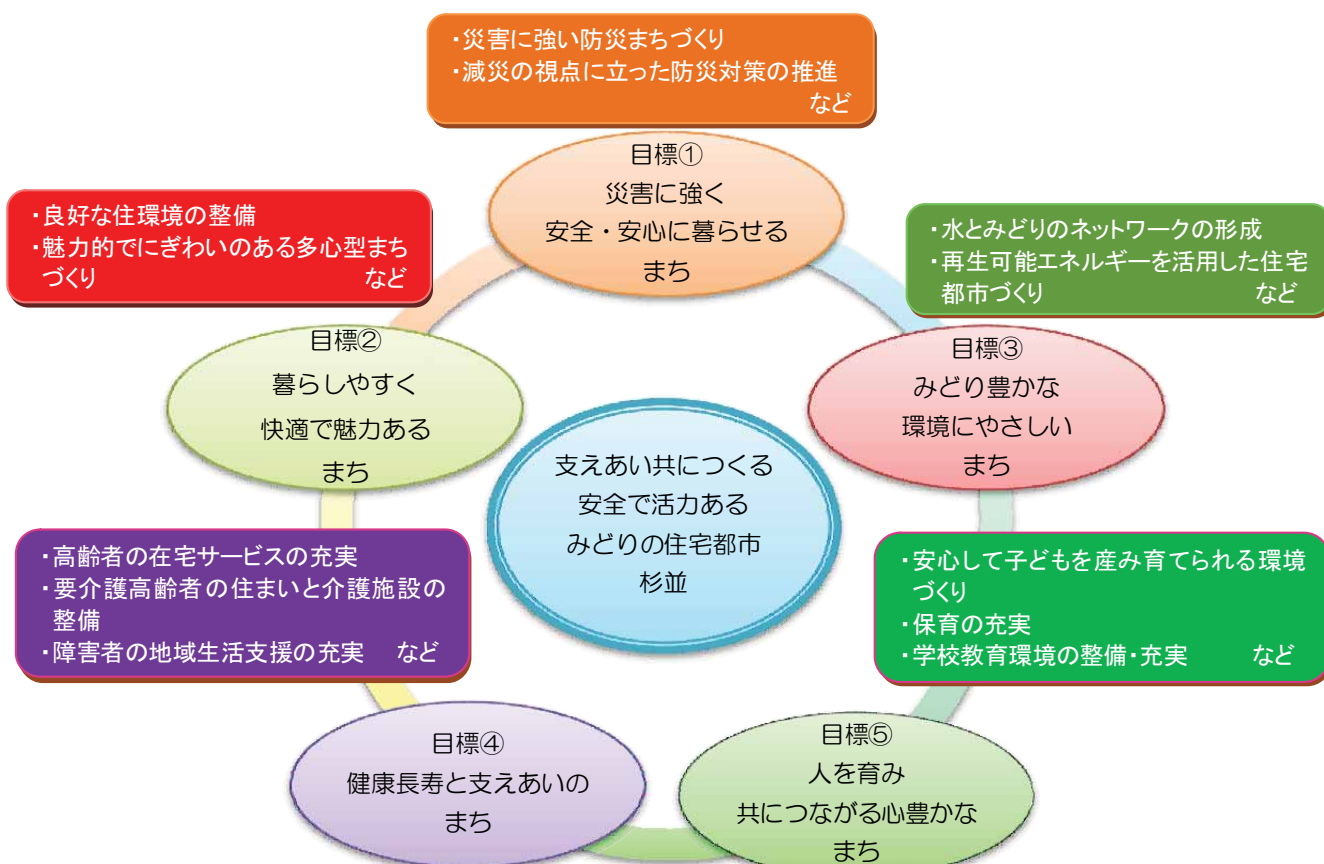 ・災害に強い防災まちづくり
・減災の視点に立った防災対策の推進
など
目標①
災害に強く
安全・安心に暮らせる
まち
・良好な住環境の整備
・魅力的でにぎわいのある多心型まち
づくり など
・水とみどりのネットワークの形成
・再生可能エネルギーを活用した住宅
都市づくり など
目標②
暮らしやすく
快適で魅力ある
まち
目標③
みどり豊かな
環境にやさしい
まち
支えあい共につくる
安全で活力ある
みどりの住宅都市
杉並
・高齢者の在宅サービスの充実
・要介護高齢者の住まいと介護施設の
整備
・障害者の地域生活支援の充実 など
・安心して子どもを産み育てられる環境
づくり
・保育の充実
・学校教育環境の整備・充実 など
目標④
健康長寿と支えあいの
まち
目標⑤
人を育み
共につながる心豊かな
まち